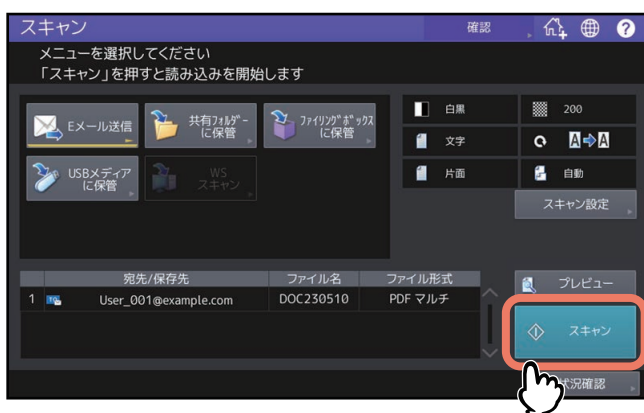 スキャン
確認
メニューを選択してください
「スキャン」を押すと読み込みを開始します
Eメール送信
共有フォルダー
に保管
ファイリングボックス
に保管
USBメディア
に保管
WS
スキャン
白黒
200
文字
A A
片面
自動
スキャン設定
宛先/保存先 ファイル名 ファイル形式
1 User_001@example.com DOC230510 PDF マルチ
プレビュー
スキャン
状況確認